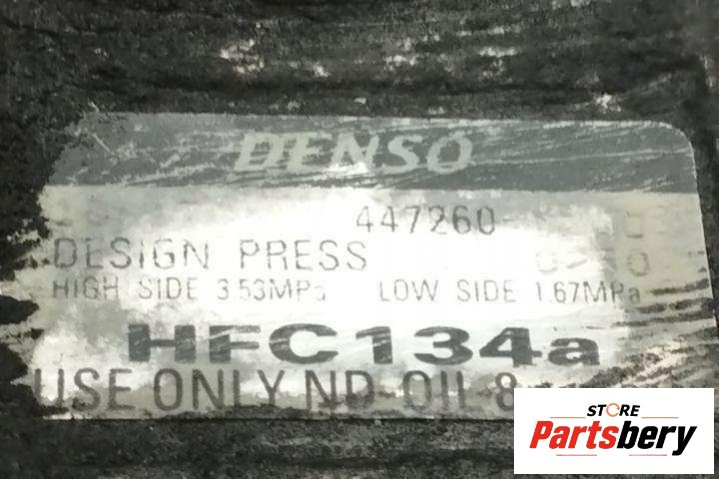 DENSO
447260-
DESIGN PRESS
HIGH SIDE 3.53MPa LOW SIDE 1.67MPa
HFC134a
USE ONLY ND-OIL 8
STORE
Partsbery